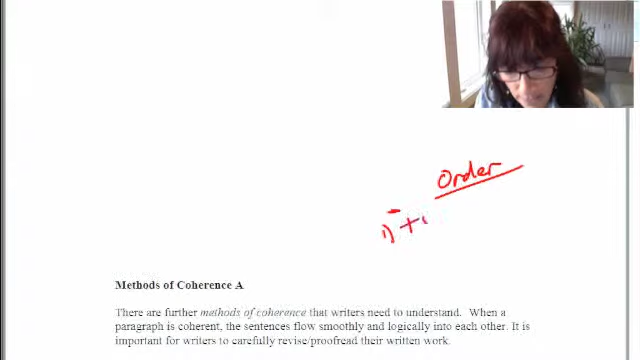 Order
1)
Methods of Coherence A
There are further methods of coherence that writers need to understand. When a
paragraph is coherent, the sentences flow smoothly and logically into each other. It is
important for writers to carefully revise/proofread their written work.